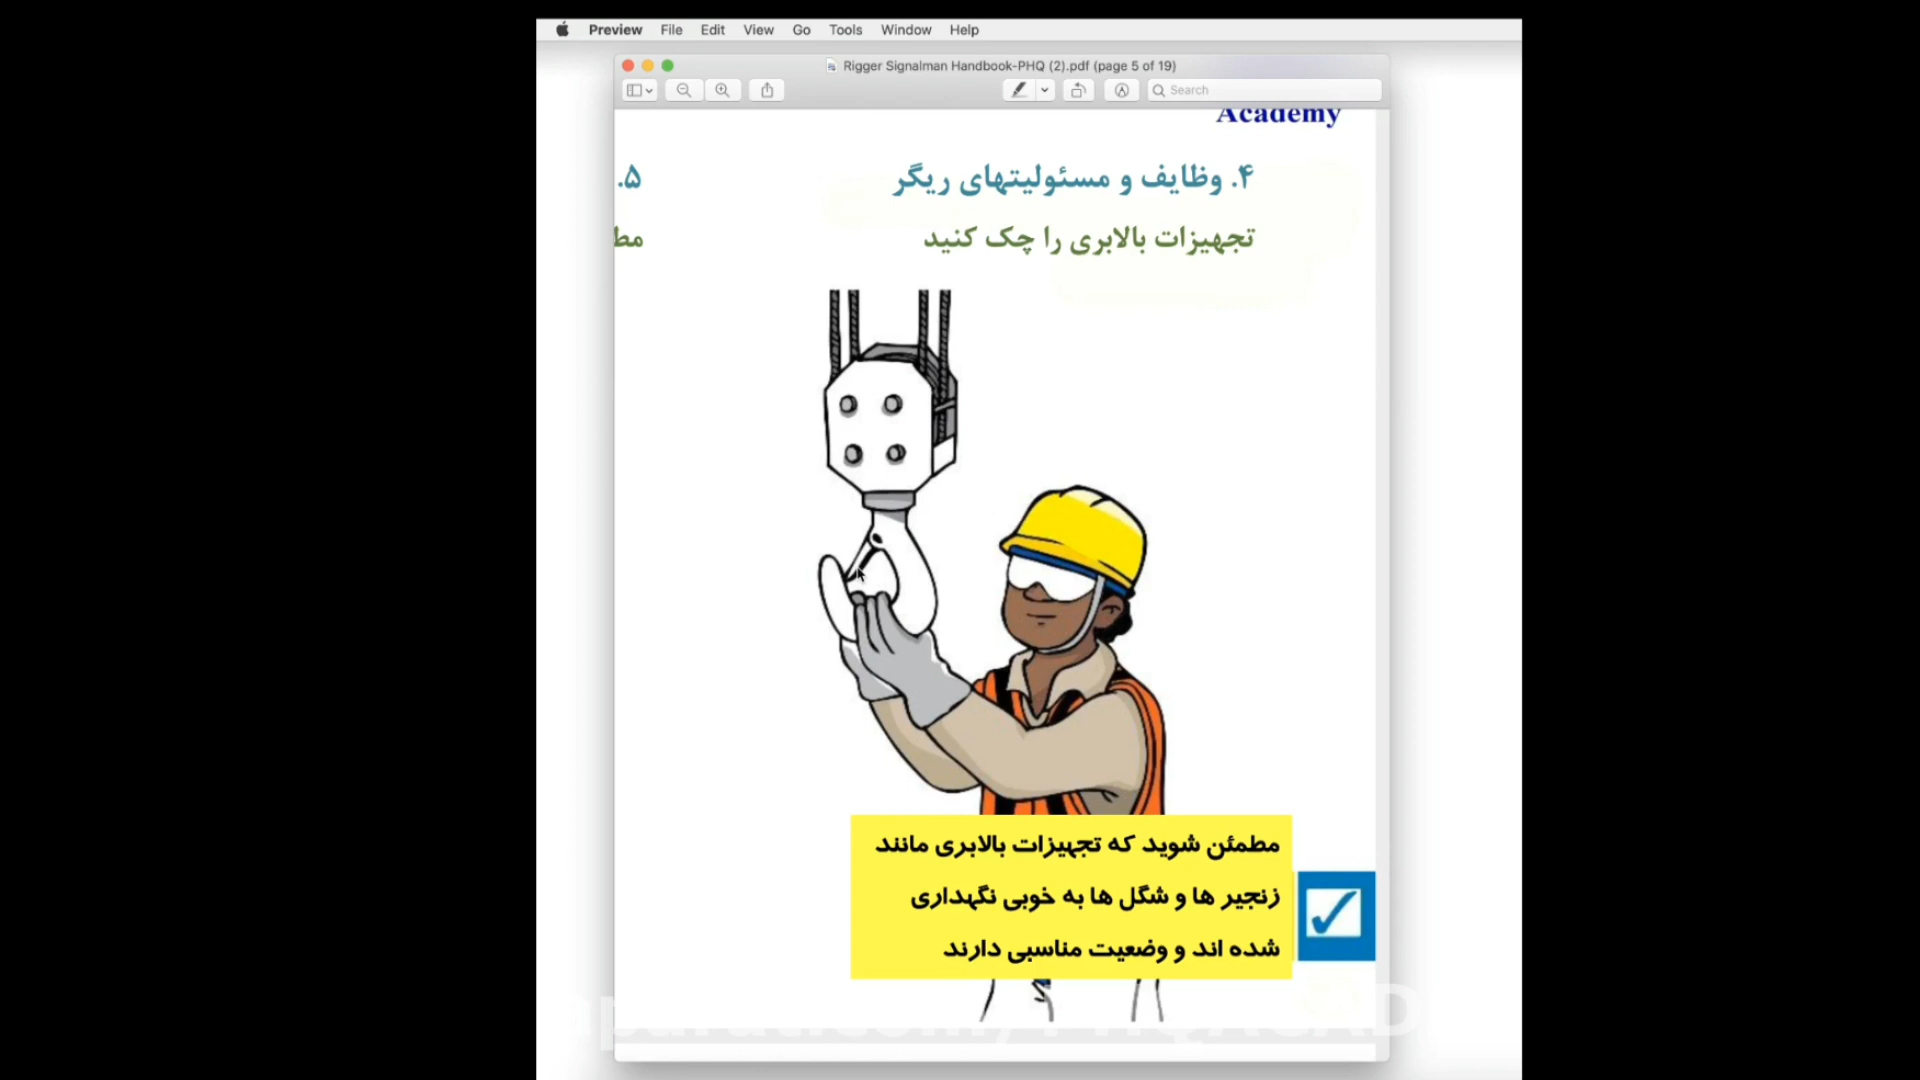 Preview File Edit View Go Tools Window Help
Rigger Signalman Handbook-PHQ (2).pdf (page 5 of 19)
Search
Academy
۴. وظایف و مسئولیتهای ریگر
۵.
تجهیزات بالابری را چک کنید
مط
مطمئن شوید که تجهیزات بالابری مانند
زنجیر ها و شگل ها به خوبی نگهداری
شده اند و وضعیت مناسبی دارند